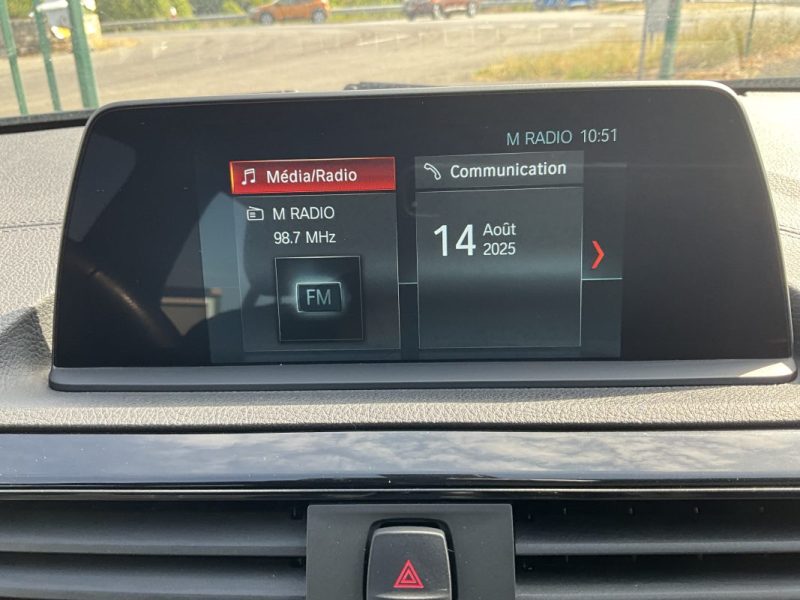 M RADIO 10:51
Média/Radio
M RADIO
98.7 MHz
FM
Communication
14 Août
2025